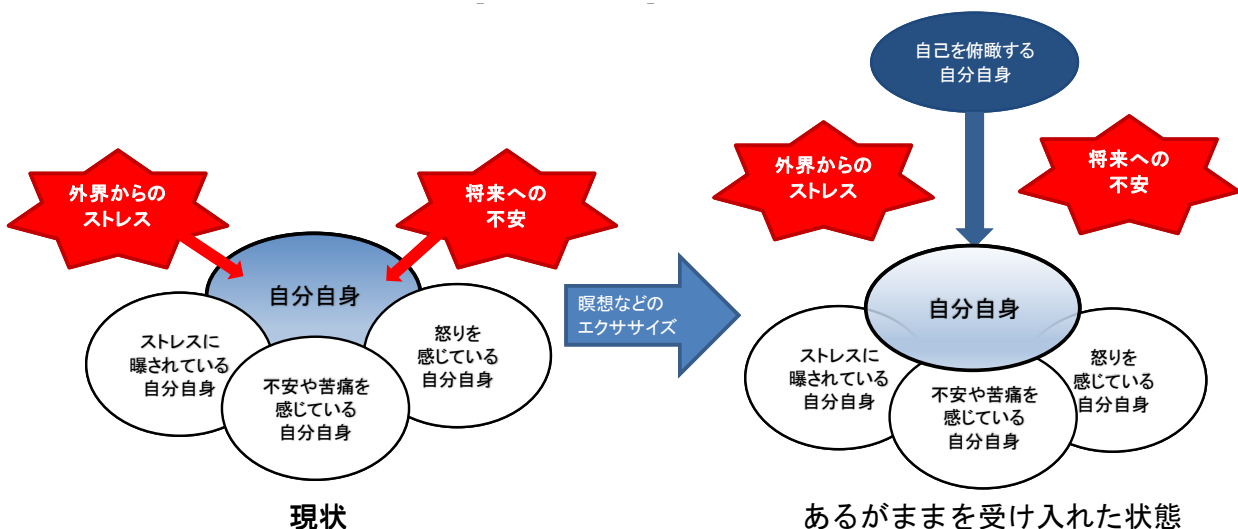 外界からの
ストレス
将来への
不安
自分自身
ストレスに
曝されている
自分自身
不安や苦痛を
感じている
自分自身
怒りを
感じている
自分自身
現状
瞑想などの
エクササイズ
自己を俯瞰する
自分自身
外界からの
ストレス
将来への
不安
自分自身
ストレスに
曝されている
自分自身
不安や苦痛を
感じている
自分自身
怒りを
感じている
自分自身
あるがままを受け入れた状態